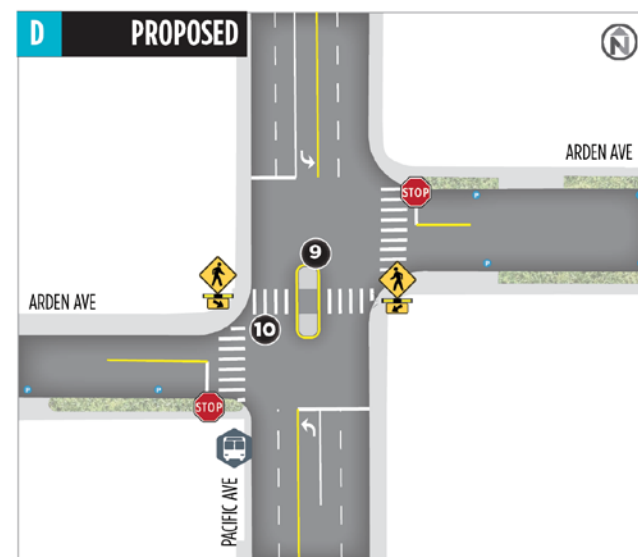 D PROPOSED
N
ARDEN AVE
STOP
9
ARDEN AVE
10
STOP
PACIFIC AVE
P
P
P
P
P